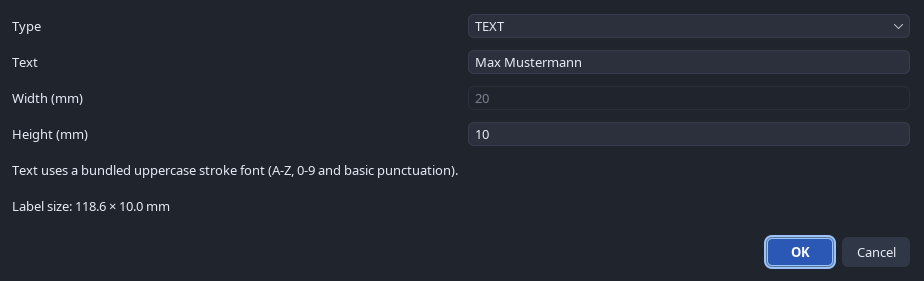 Type TEXT
Text Max Mustermann
Width (mm) 20
Height (mm) 10
Text uses a bundled uppercase stroke font (A-Z, 0-9 and basic punctuation).
Label size: 118.6 × 10.0 mm
OK Cancel